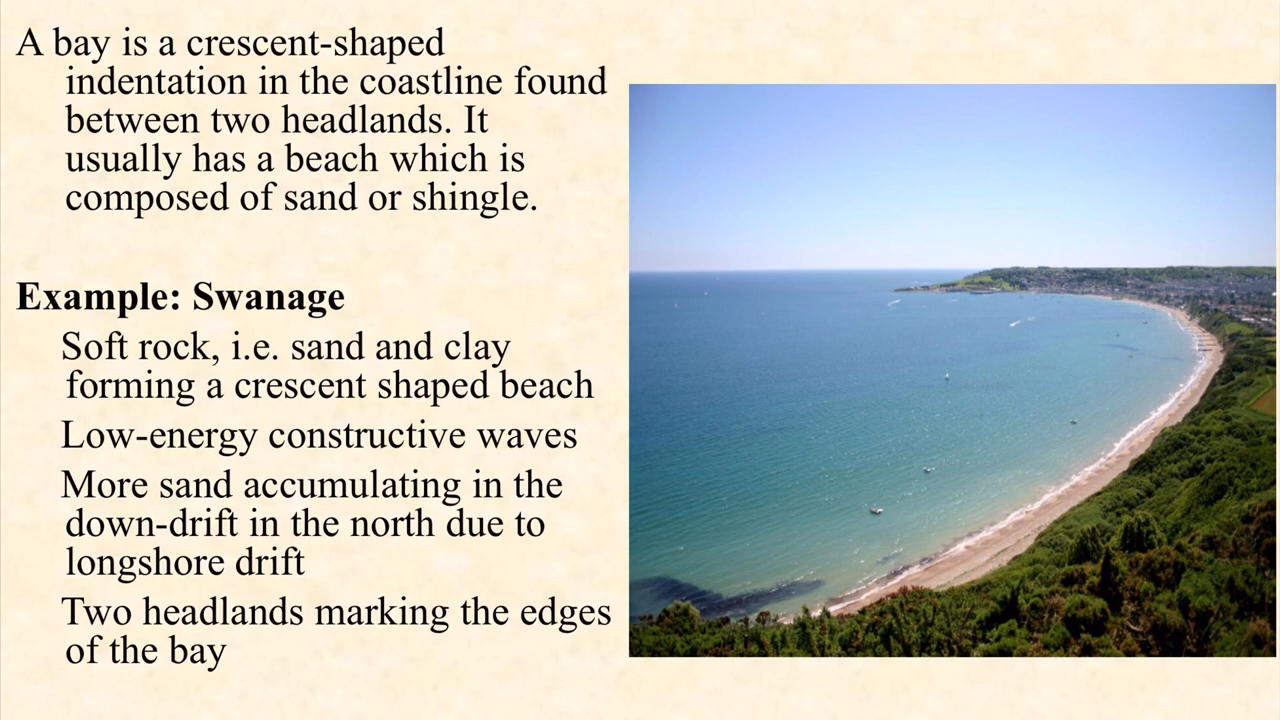 A bay is a crescent-shaped
indentation in the coastline found
between two headlands. It
usually has a beach which is
composed of sand or shingle.
Example: Swanage
Soft rock, i.e. sand and clay
forming a crescent shaped beach
Low-energy constructive waves
More sand accumulating in the
down-drift in the north due to
longshore drift
Two headlands marking the edges
of the bay